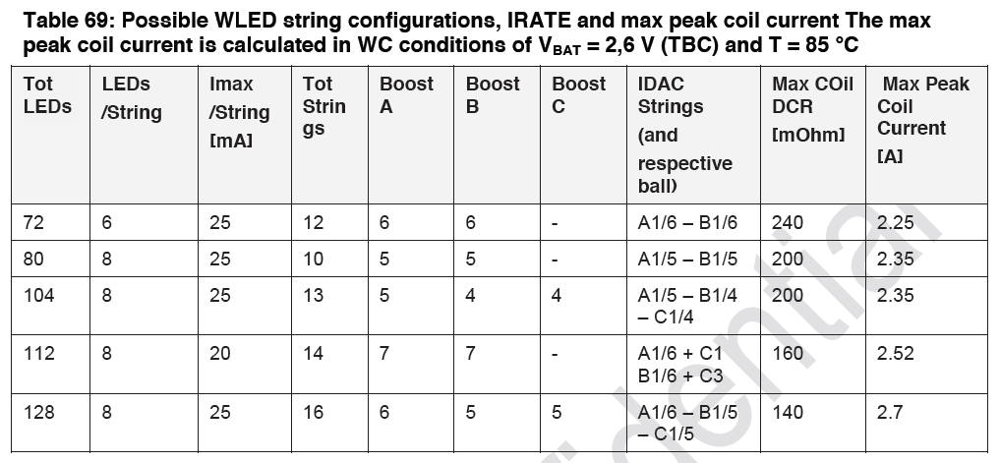 Table 69: Possible WLED string configurations, IRATE and max peak coil current The max
peak coil current is calculated in WC conditions of VBAT = 2,6 V (TBC) and T = 85 °C
Tot LEDs | LEDs /String | Imax /String [mA] | Tot Strin gs | Boost A | Boost B | Boost C | IDAC Strings (and respective ball) | Max COil DCR [mOhm] | Max Peak Coil Current [A]
72 | 6 | 25 | 12 | 6 | 6 | - | A1/6 – B1/6 | 240 | 2.25
80 | 8 | 25 | 10 | 5 | 5 | - | A1/5 – B1/5 | 200 | 2.35
104 | 8 | 25 | 13 | 5 | 4 | 4 | A1/5 – B1/4 – C1/4 | 200 | 2.35
112 | 8 | 20 | 14 | 7 | 7 | - | A1/6 + C1 B1/6 + C3 | 160 | 2.52
128 | 8 | 25 | 16 | 6 | 5 | 5 | A1/6 – B1/5 – C1/5 | 140 | 2.7